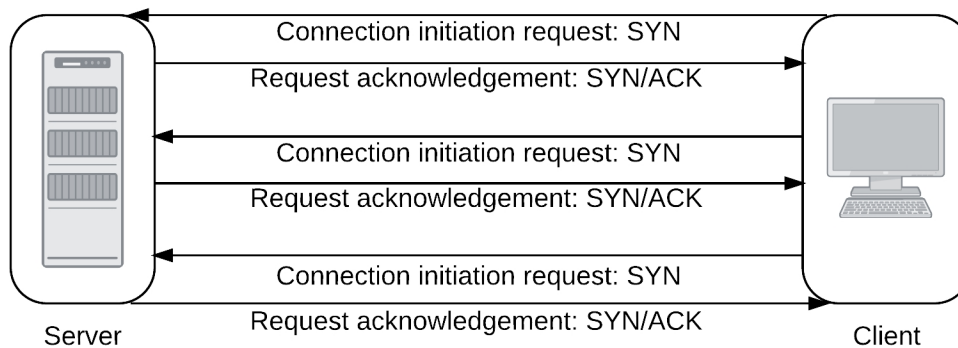 Connection initiation request: SYN
Request acknowledgement: SYN/ACK
Connection initiation request: SYN
Request acknowledgement: SYN/ACK
Connection initiation request: SYN
Request acknowledgement: SYN/ACK
Server
Client